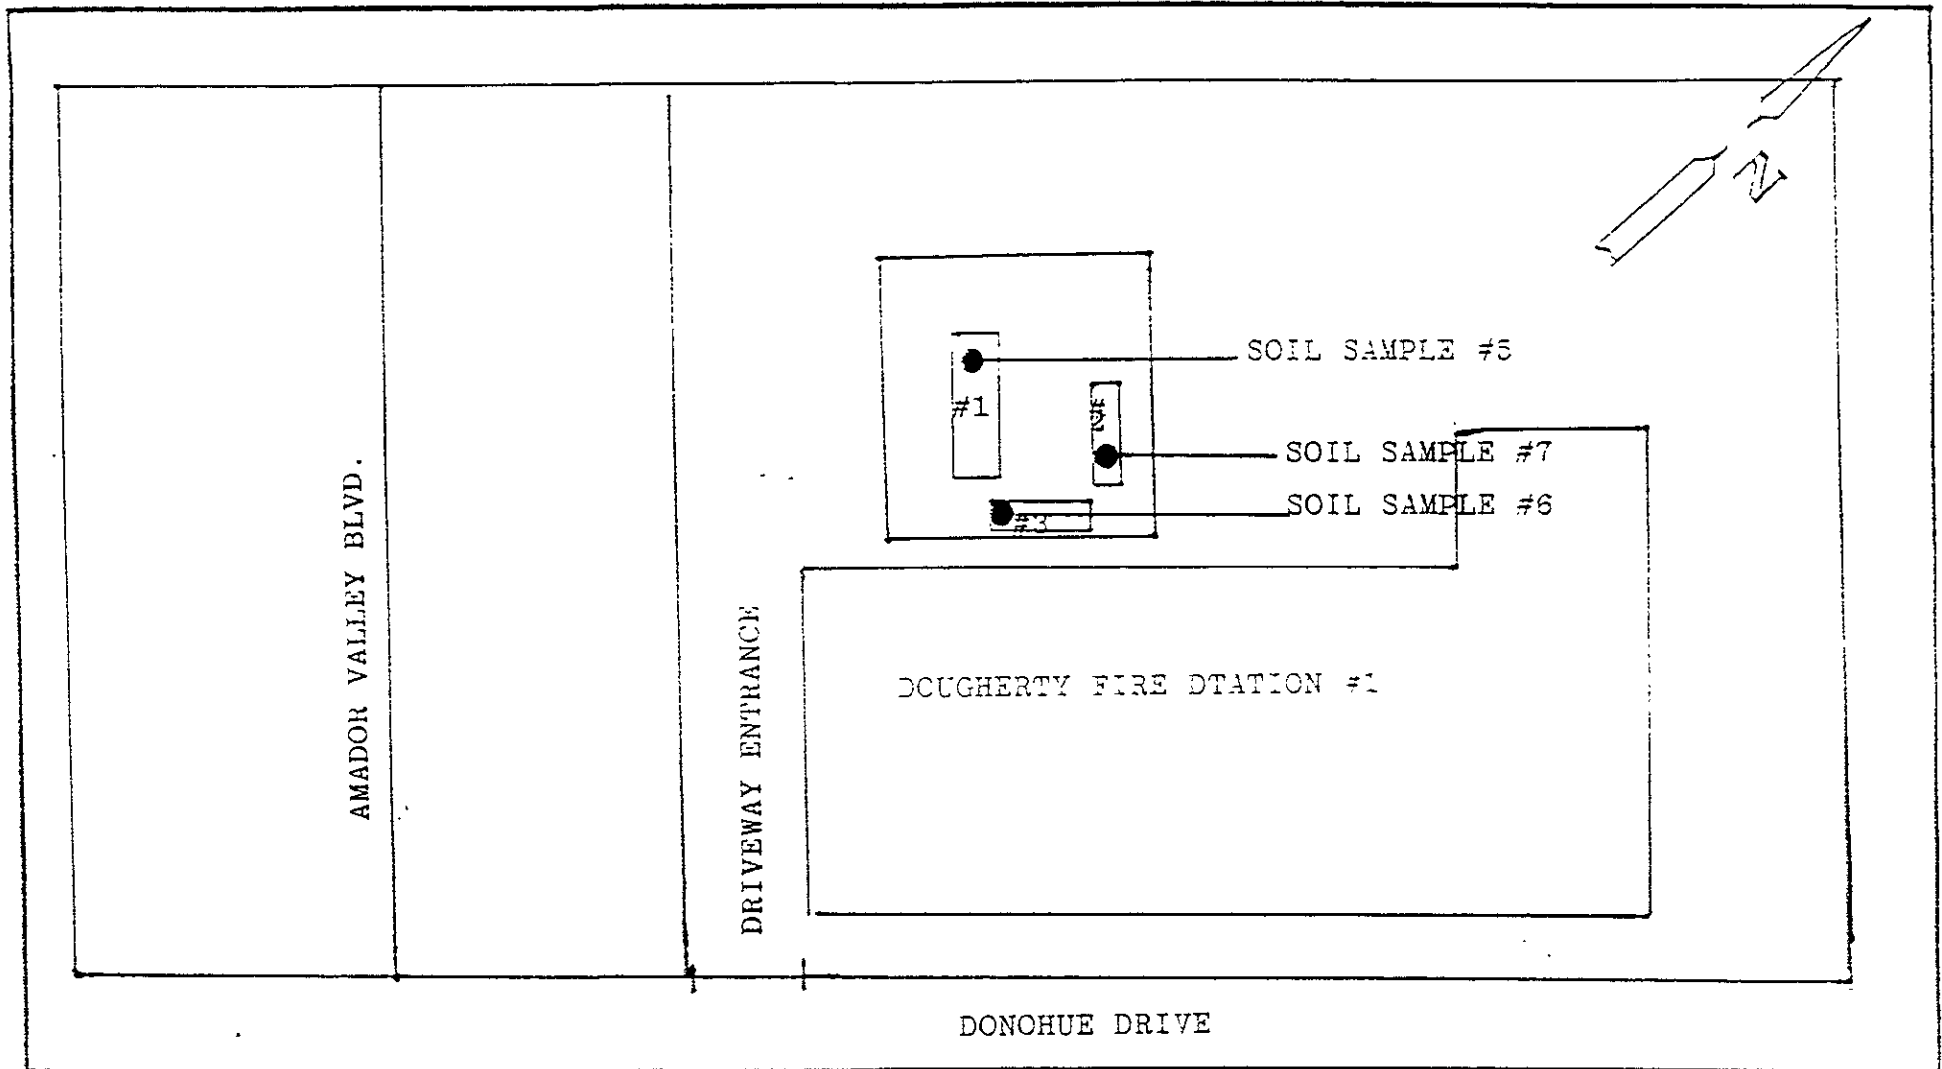 N
SOIL SAMPLE #5
#1
SOIL SAMPLE #7
SOIL SAMPLE #6
#3
AMADOR VALLEY BLVD.
DRIVEWAY ENTRANCE
DOUGHERTY FIRE DTATION #1
DONOHUE DRIVE